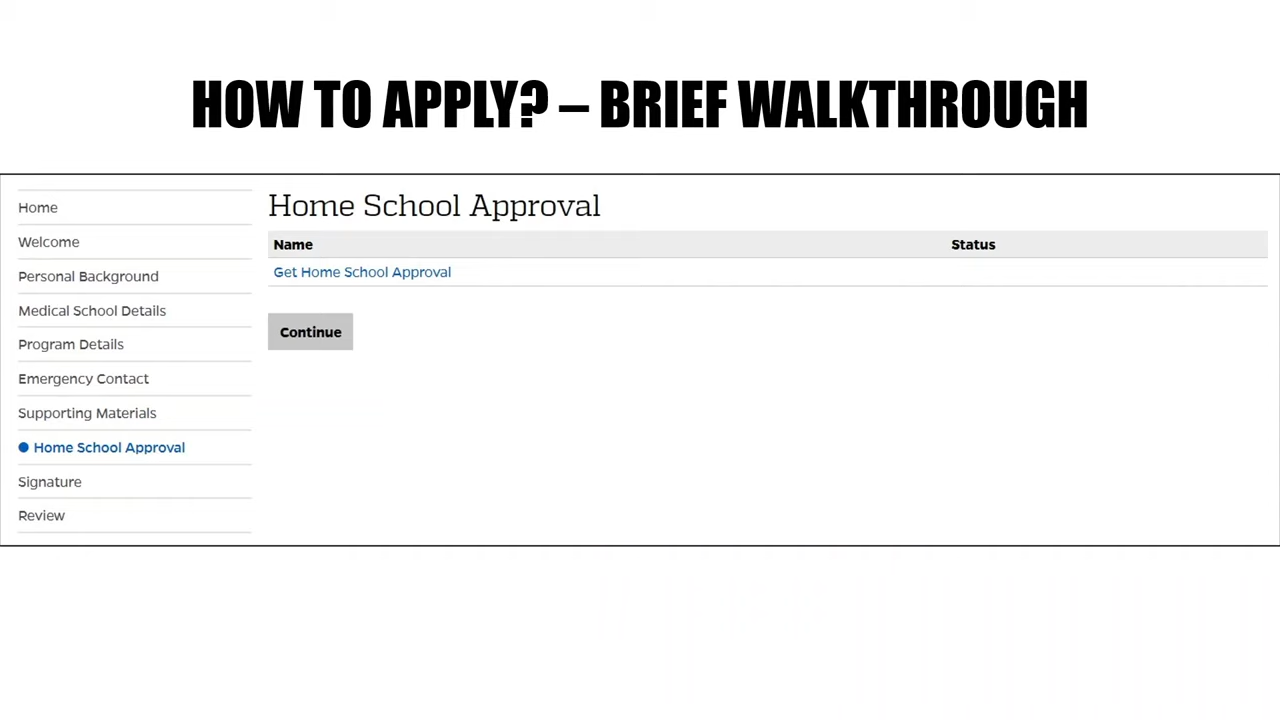 HOW TO APPLY? – BRIEF WALKTHROUGH
Home
Welcome
Personal Background
Medical School Details
Program Details
Emergency Contact
Supporting Materials
Home School Approval
Signature
Review
Home School Approval
Name Status
Get Home School Approval
Continue